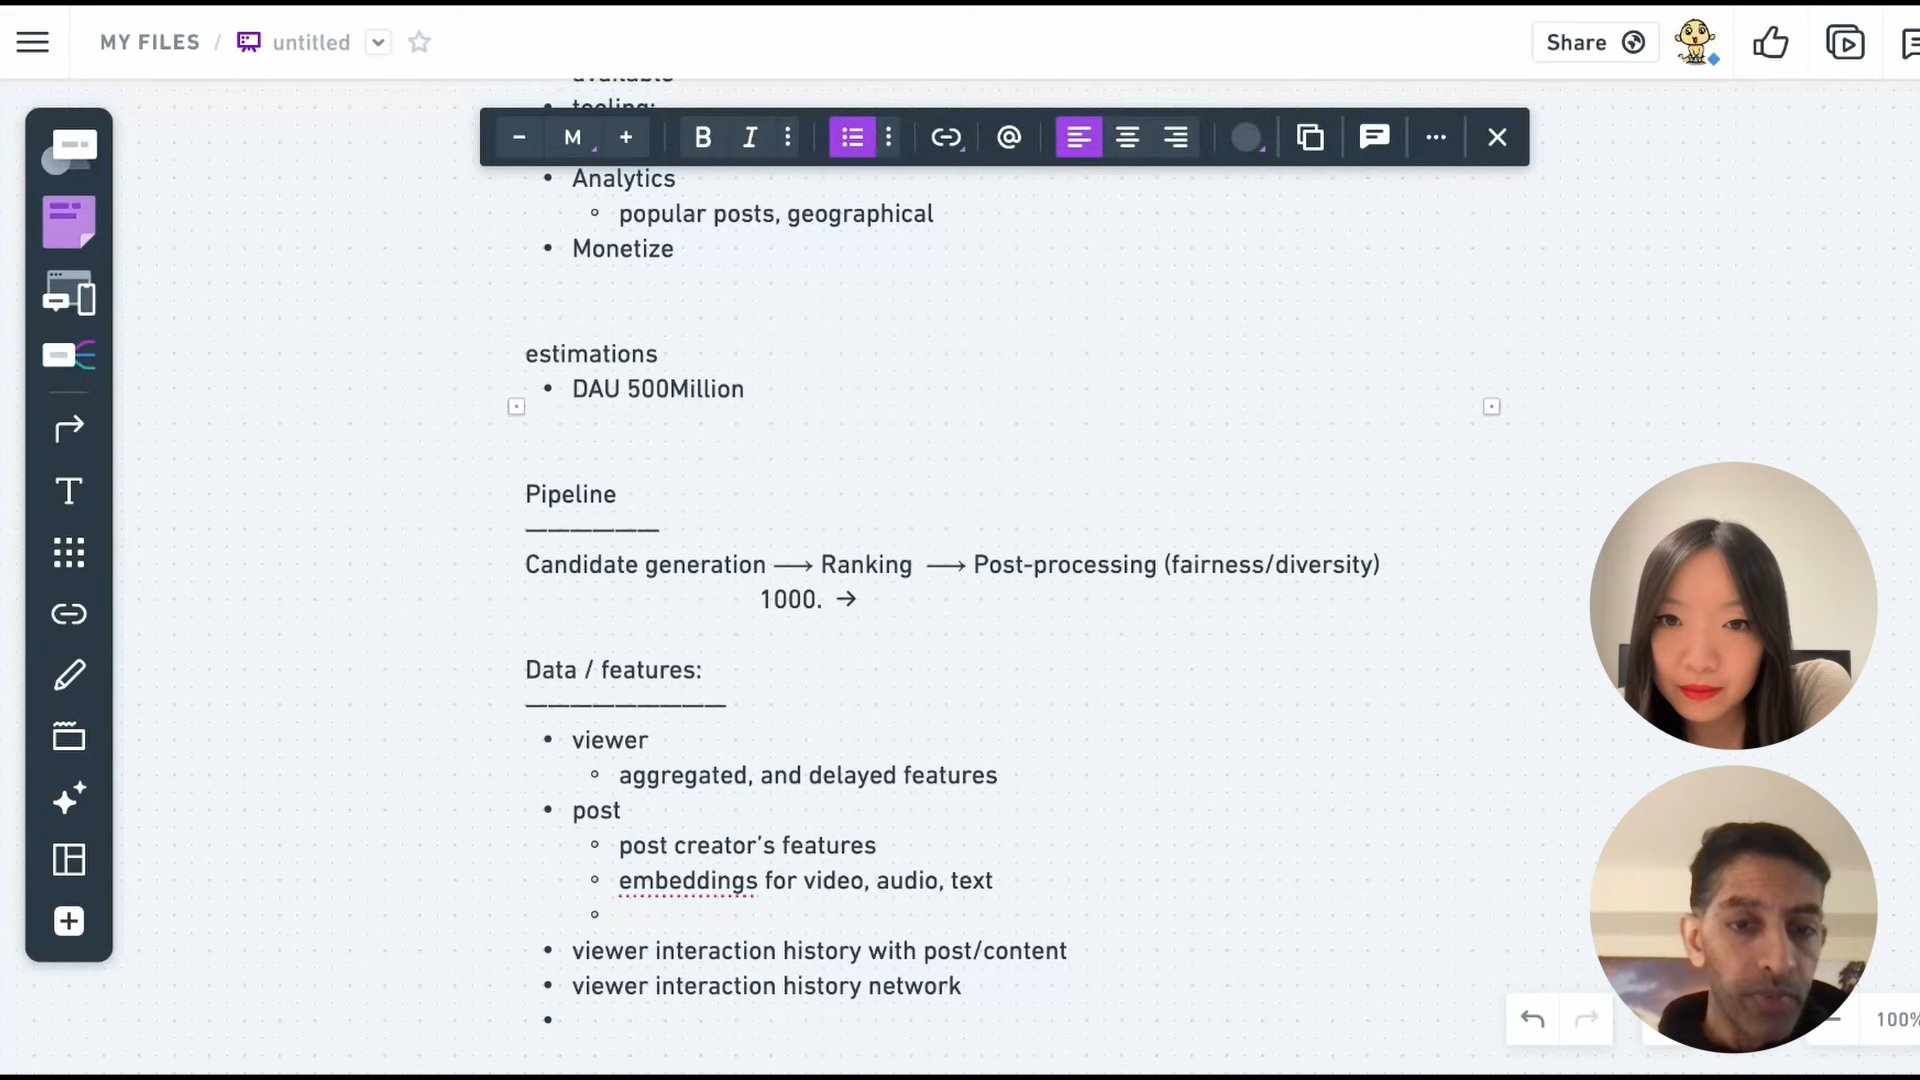 MY FILES / untitled
Share
available
tooling:
− M + B I @ ...
• Analytics
◦ popular posts, geographical
• Monetize
estimations
• DAU 500Million
Pipeline
——————
Candidate generation ⟶ Ranking ⟶ Post-processing (fairness/diversity)
1000. →
Data / features:
—————————
• viewer
◦ aggregated, and delayed features
• post
◦ post creator’s features
◦ embeddings for video, audio, text
◦
• viewer interaction history with post/content
• viewer interaction history network
•
T
100%